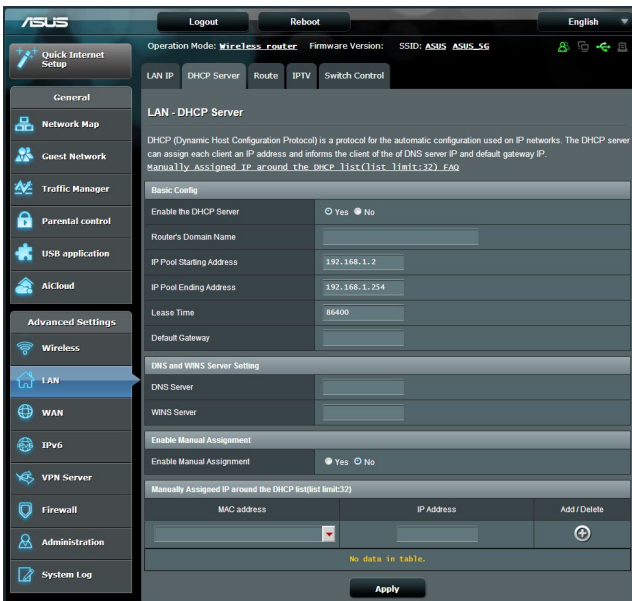 ASUS
Logout
Reboot
English
Quick Internet Setup
Operation Mode: Wireless router Firmware Version: SSID: ASUS ASUS_5G
LAN IP
DHCP Server
Route
IPTV
Switch Control
General
Network Map
Guest Network
Traffic Manager
Parental control
USB application
AiCloud
Advanced Settings
Wireless
LAN
WAN
IPv6
VPN Server
Firewall
Administration
System Log
LAN - DHCP Server
DHCP (Dynamic Host Configuration Protocol) is a protocol for the automatic configuration used on IP networks. The DHCP server
can assign each client an IP address and informs the client of the of DNS server IP and default gateway IP.
Manually Assigned IP around the DHCP list(list limit:32) FAQ
Basic Config
Enable the DHCP Server Yes No
Router's Domain Name
IP Pool Starting Address 192.168.1.2
IP Pool Ending Address 192.168.1.254
Lease Time 86400
Default Gateway
DNS and WINS Server Setting
DNS Server
WINS Server
Enable Manual Assignment
Enable Manual Assignment Yes No
Manually Assigned IP around the DHCP list(list limit:32)
MAC address IP Address Add / Delete
No data in table.
Apply